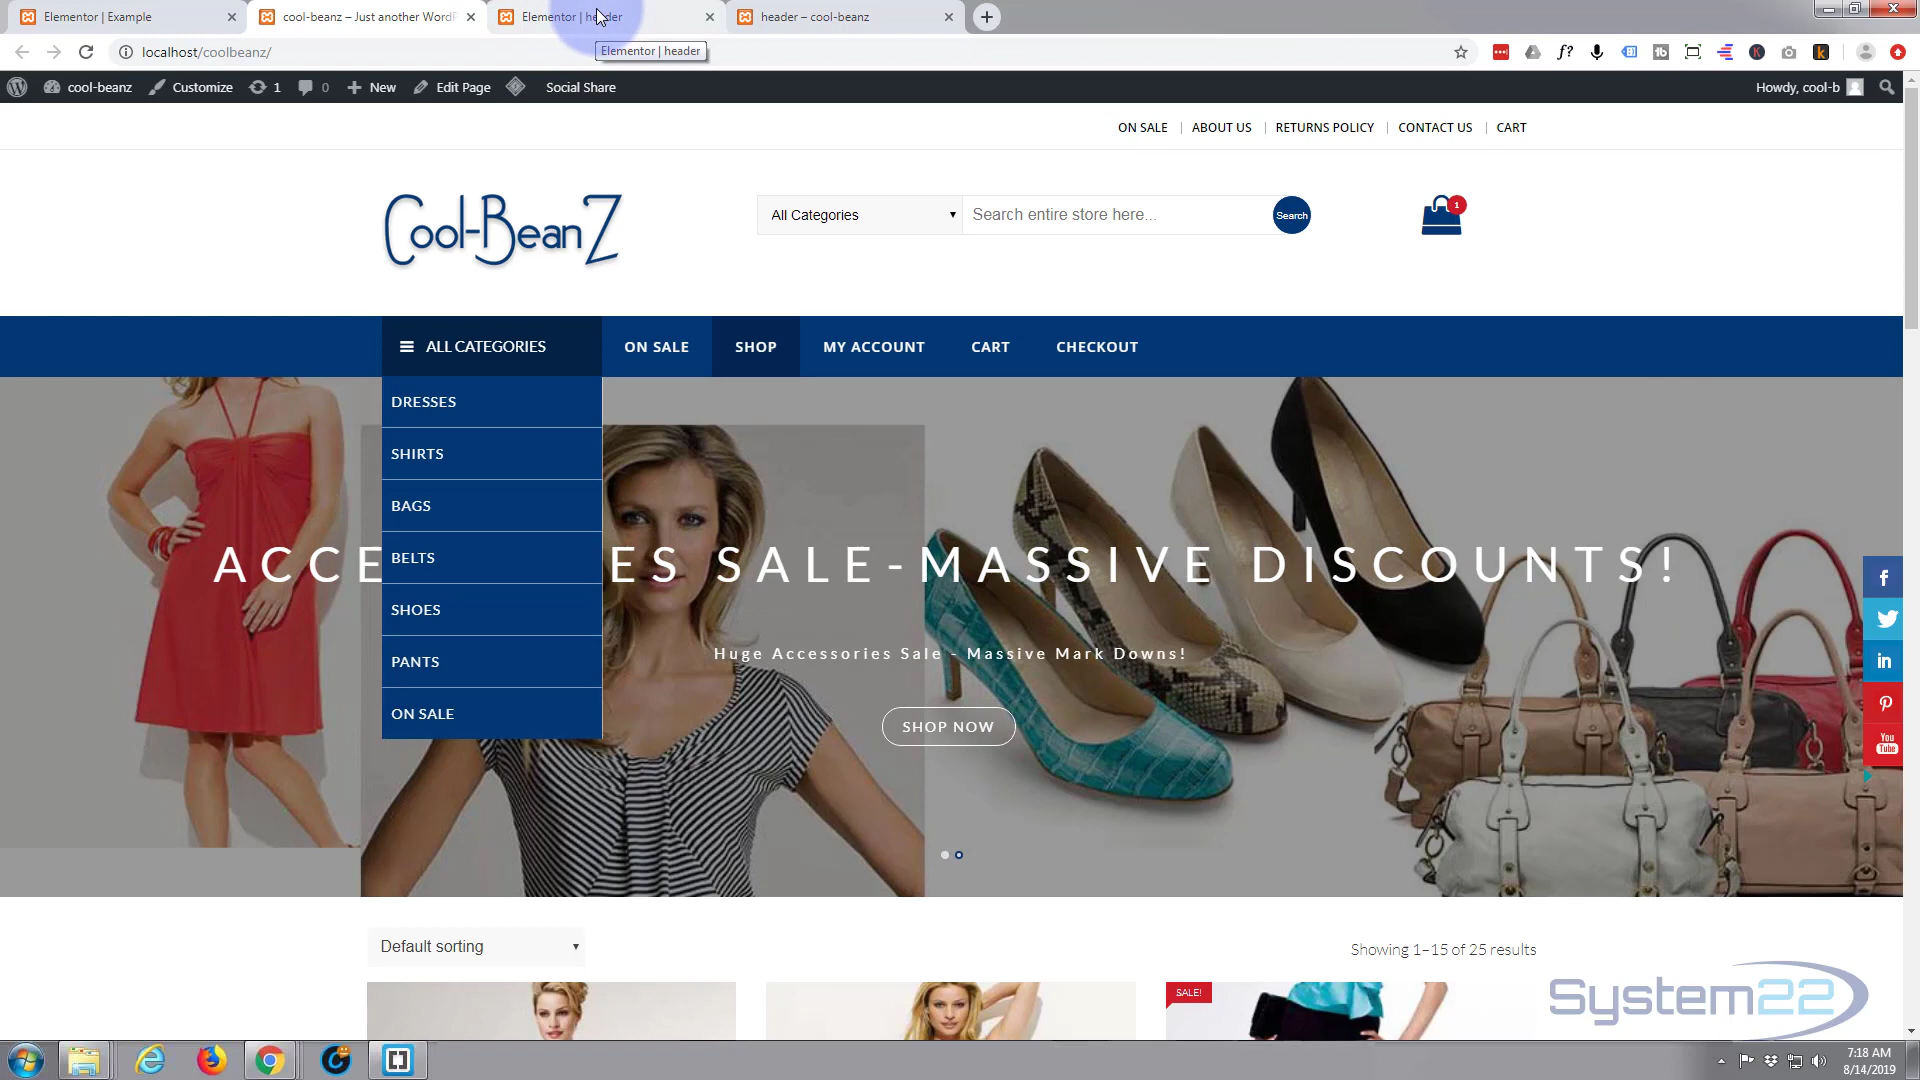 Elementor | Example
cool-beanz – Just another WordP
Elementor | header
header – cool-beanz
localhost/coolbeanz/
Elementor | header
cool-beanz
Customize
1
0
New
Edit Page
Social Share
Howdy, cool-b
ON SALE
ABOUT US
RETURNS POLICY
CONTACT US
CART
Cool-BeanZ
All Categories
Search entire store here...
Search
1
ALL CATEGORIES
ON SALE
SHOP
MY ACCOUNT
CART
CHECKOUT
DRESSES
SHIRTS
BAGS
BELTS
SHOES
PANTS
ON SALE
ACCE
ES SALE-MASSIVE DISCOUNTS!
Huge Accessories Sale - Massive Mark Downs!
SHOP NOW
You
Tube
Default sorting
Showing 1–15 of 25 results
SALE!
System22
7:18 AM
8/14/2019